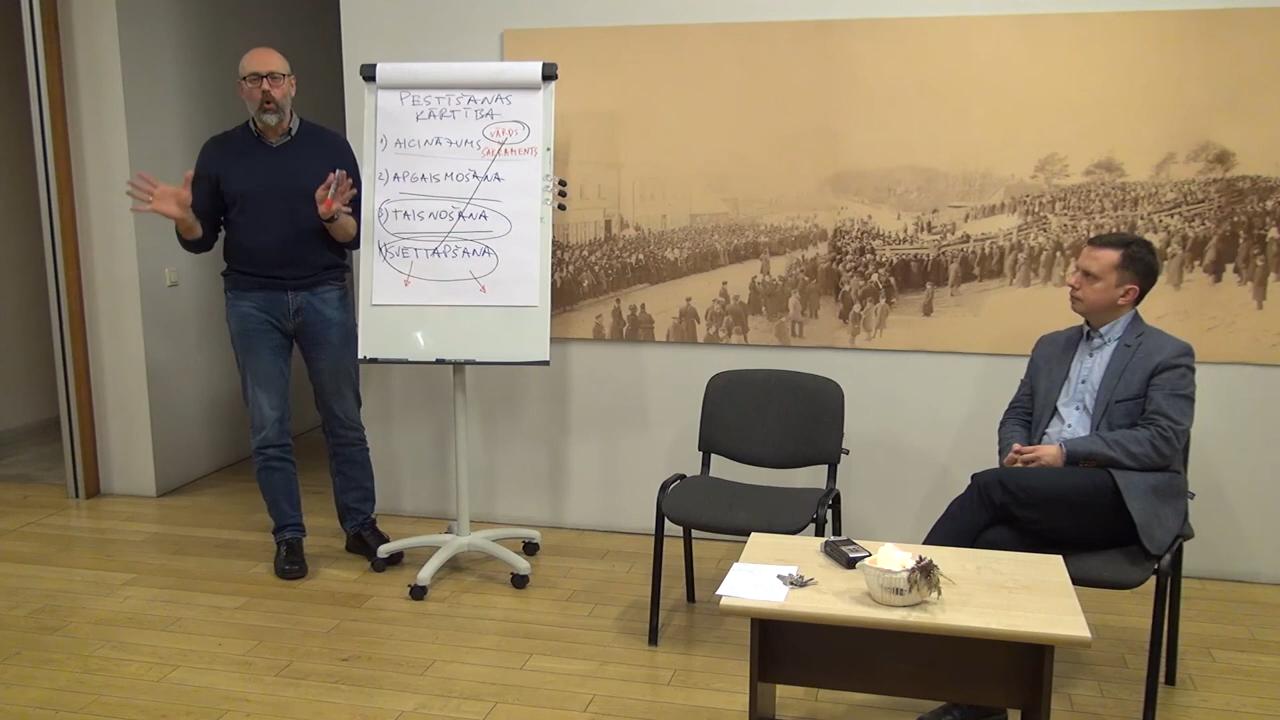 PESTĪŠANAS
KĀRTĪBA
1) AICINĀJUMS VĀRDS
SAKRAMENTS
2) APGAISMOŠANA
3) TAISNOŠANA
4) SVĒTTAPŠANA